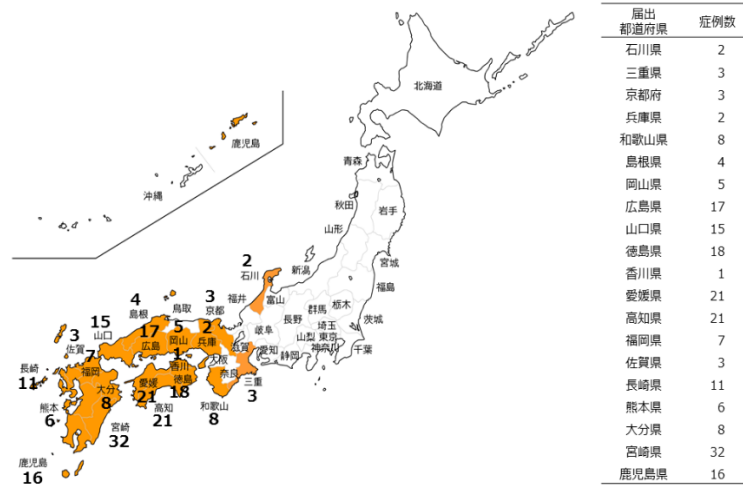 北海道
鹿児島
沖縄
青森
秋田
岩手
山形
宮城
2
石川
新潟
福島
福井
富山
群馬
栃木
長野
茨城
埼玉
岐阜
山梨
東京
神奈川
千葉
愛知
静岡
滋賀
4
島根
鳥取
3
京都
15
山口
17
広島
5
岡山
2
兵庫
大阪
奈良
三重
3
3
佐賀
1
香川
7
福岡
長崎
11
愛媛
21
徳島
18
大分
8
高知
21
和歌山
8
熊本
6
宮崎
32
鹿児島
16
届出
都道府県 症例数
石川県 2
三重県 3
京都府 3
兵庫県 2
和歌山県 8
島根県 4
岡山県 5
広島県 17
山口県 15
徳島県 18
香川県 1
愛媛県 21
高知県 21
福岡県 7
佐賀県 3
長崎県 11
熊本県 6
大分県 8
宮崎県 32
鹿児島県 16